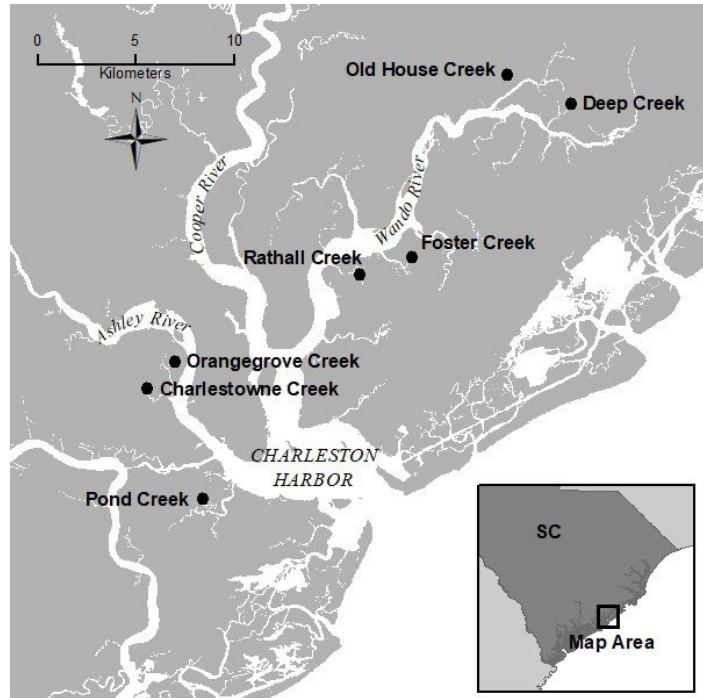 0 5 10
Kilometers
N
Old House Creek
Deep Creek
Cooper River
Wando River
Foster Creek
Rathall Creek
Ashley River
Orangegrove Creek
Charlestowne Creek
CHARLESTON
HARBOR
Pond Creek
SC
Map Area